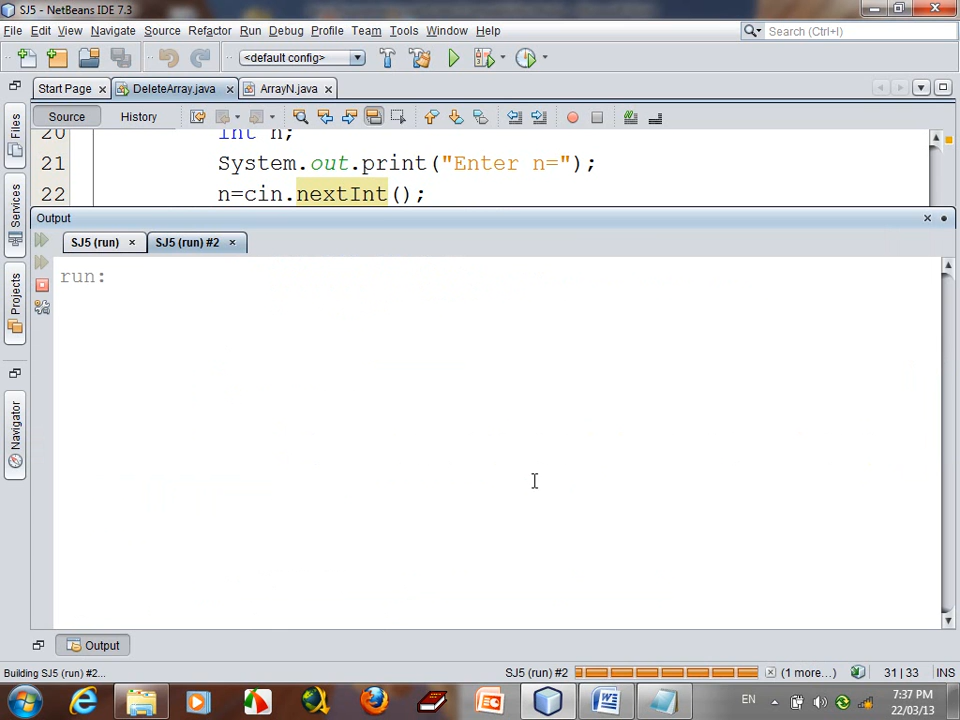 SJ5 - NetBeans IDE 7.3
File Edit View Navigate Source Refactor Run Debug Profile Team Tools Window Help
Search (Ctrl+I)
<default config>
Start Page
DeleteArray.java
ArrayN.java
Source
History
Files
Services
Projects
Navigator
20 int n;
21 System.out.print("Enter n=");
22 n=cin.nextInt();
Output
SJ5 (run)
SJ5 (run) #2
run:
Output
Building SJ5 (run) #2...
SJ5 (run) #2
(1 more...)
31 | 33
INS
EN
7:37 PM
22/03/13